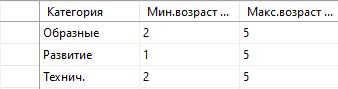 Категория Мин.возраст ... Макс.возраст ...
Образные 2 5
Развитие 1 5
Технич. 2 5